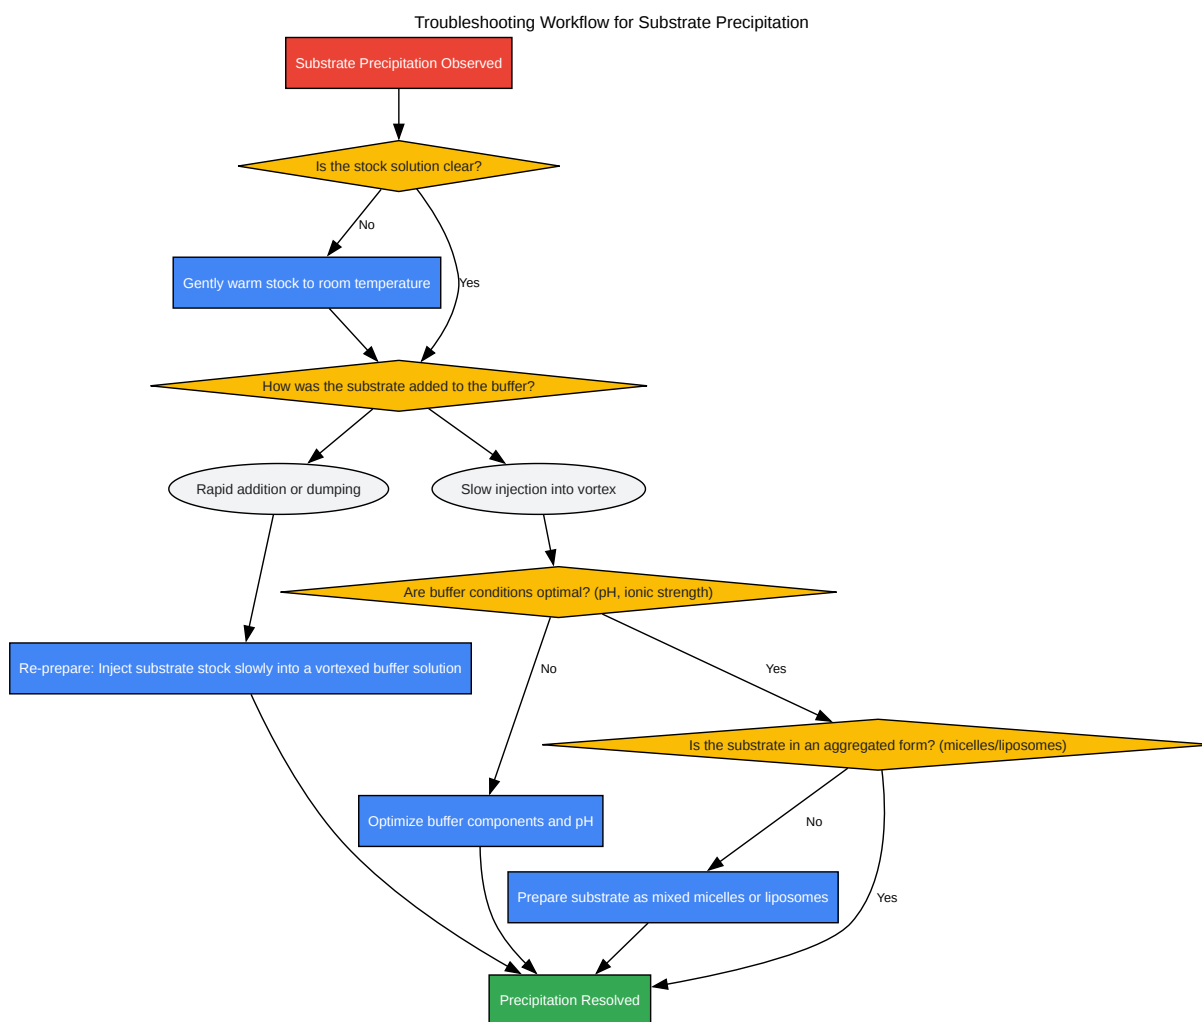 Troubleshooting Workflow for Substrate Precipitation
Substrate Precipitation Observed
Is the stock solution clear?
No
Gently warm stock to room temperature
Yes
How was the substrate added to the buffer?
Rapid addition or dumping
Slow injection into vortex
Are buffer conditions optimal? (pH, ionic strength)
Re-prepare: Inject substrate stock slowly into a vortexed buffer solution
No
Yes
Is the substrate in an aggregated form? (micelles/liposomes)
Optimize buffer components and pH
No
Prepare substrate as mixed micelles or liposomes
Yes
Precipitation Resolved